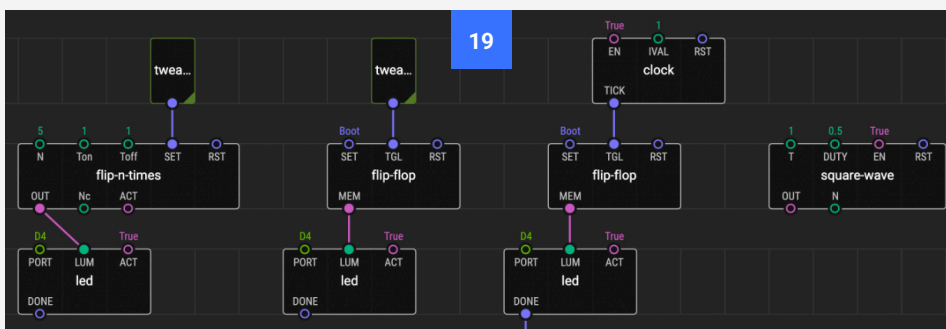 19
True 1
EN IVAL RST
twea...
twea...
clock
TICK
5 1 1
N Ton Toff SET RST
flip-n-times
OUT Nc ACT
Boot
SET TGL RST
flip-flop
MEM
Boot
SET TGL RST
flip-flop
MEM
1 0.5 True
T DUTY EN RST
square-wave
OUT N
D4 True
PORT LUM ACT
led
DONE
D4 True
PORT LUM ACT
led
DONE
D4 True
PORT LUM ACT
led
DONE